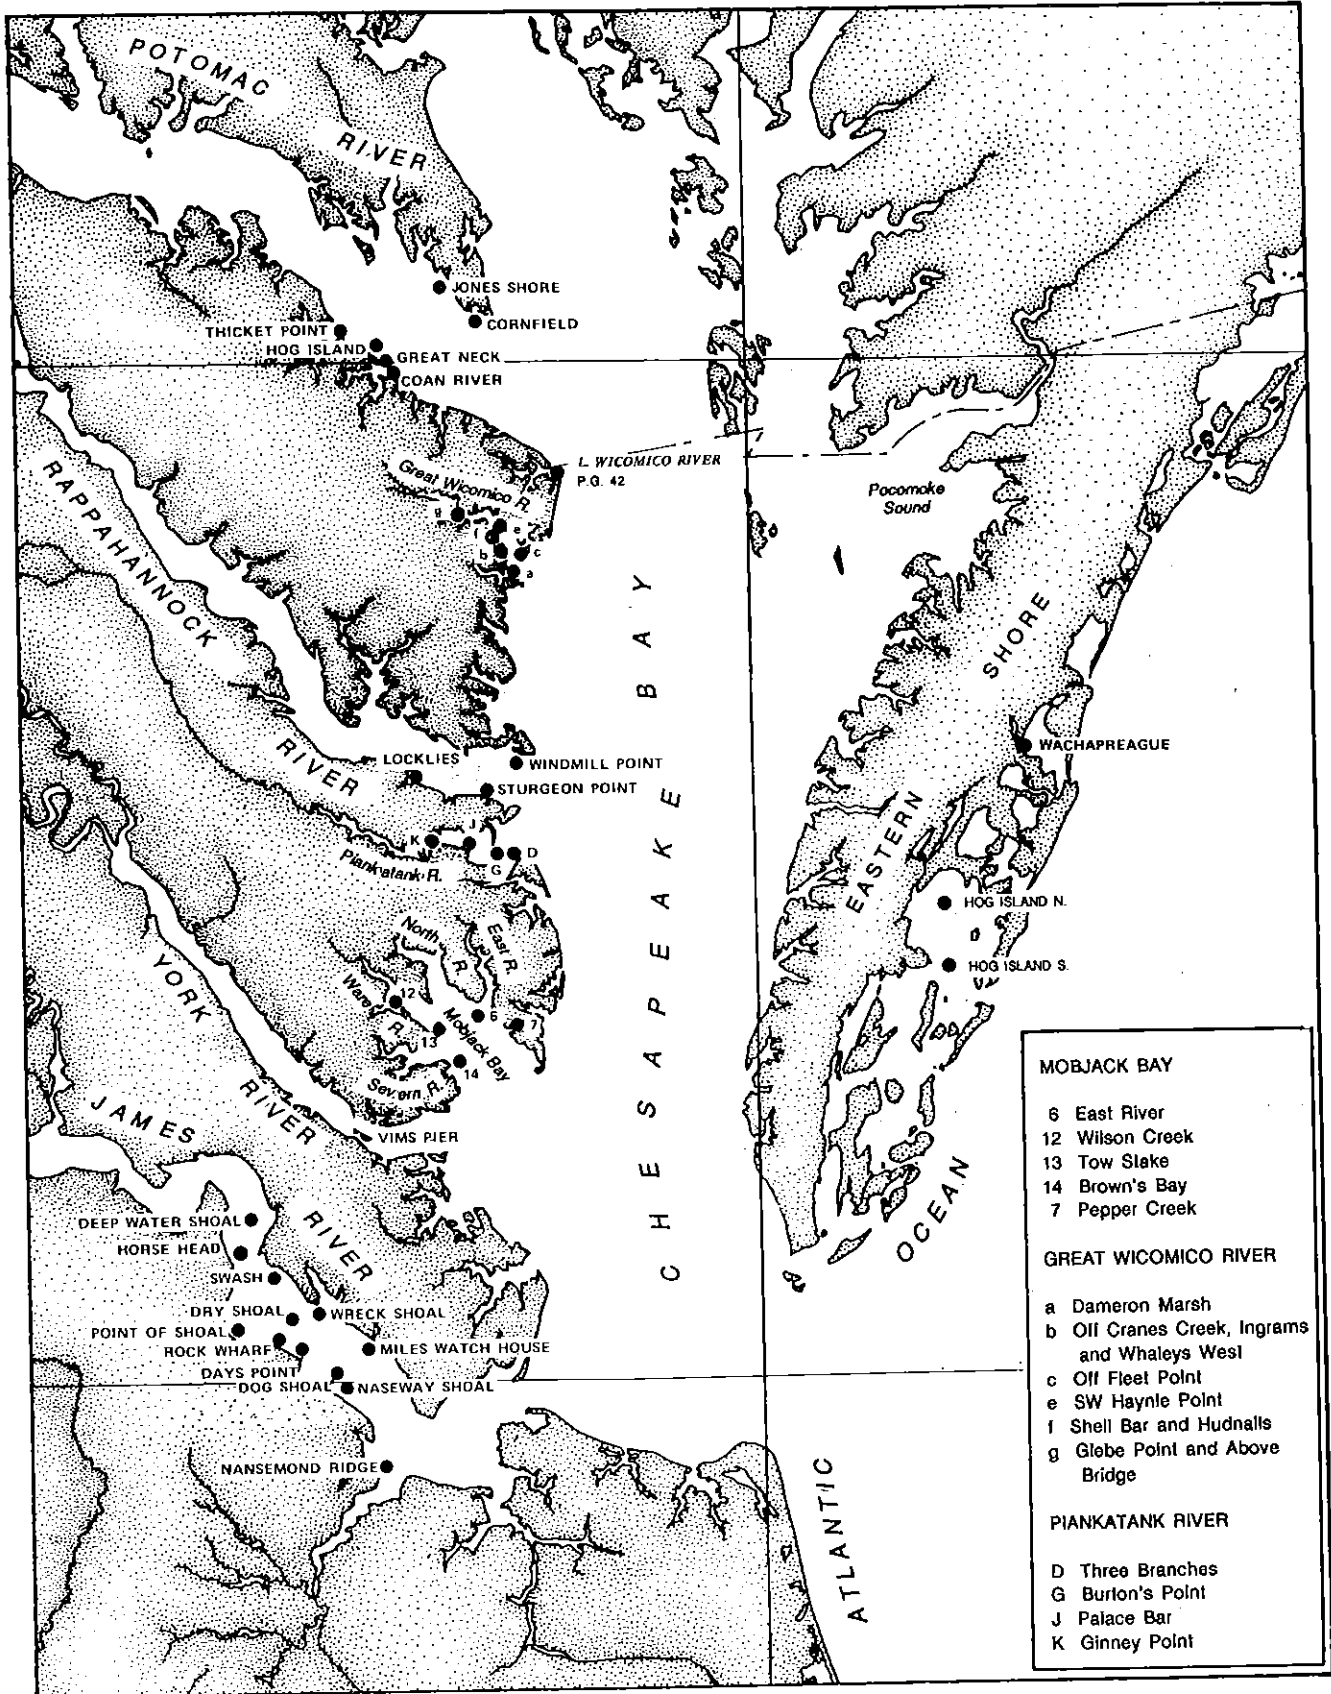 POTOMAC
RIVER
JONES SHORE
CORNFIELD
THICKET POINT
HOG ISLAND
GREAT NECK
COAN RIVER
L. WICOMICO RIVER
P.G. 42
Great Wicomico R.
g
e
f
b
c
a
Pocomoke
Sound
RAPPAHANNOCK
RIVER
CHESAPEAKE BAY
EASTERN
SHORE
WACHAPREAGUE
LOCKLIES
WINDMILL POINT
STURGEON POINT
J
K
G
D
Piankatank R.
HOG ISLAND N.
HOG ISLAND S.
North
R.
East R.
Ware
R.
12
6
7
13
14
Mobjack Bay
Severn R.
YORK
RIVER
VIMS PIER
JAMES
RIVER
DEEP WATER SHOAL
HORSE HEAD
SWASH
DRY SHOAL
WRECK SHOAL
POINT OF SHOAL
ROCK WHARF
MILES WATCH HOUSE
DAYS POINT
DOG SHOAL
NASEWAY SHOAL
NANSEMOND RIDGE
ATLANTIC
OCEAN
MOBJACK BAY
6 East River
12 Wilson Creek
13 Tow Stake
14 Brown's Bay
7 Pepper Creek
GREAT WICOMICO RIVER
a Dameron Marsh
b Off Cranes Creek, Ingrams
and Whaleys West
c Off Fleet Point
e SW Haynie Point
f Shell Bar and Hudnalls
g Glebe Point and Above
Bridge
PIANKATANK RIVER
D Three Branches
G Burton's Point
J Palace Bar
K Ginney Point